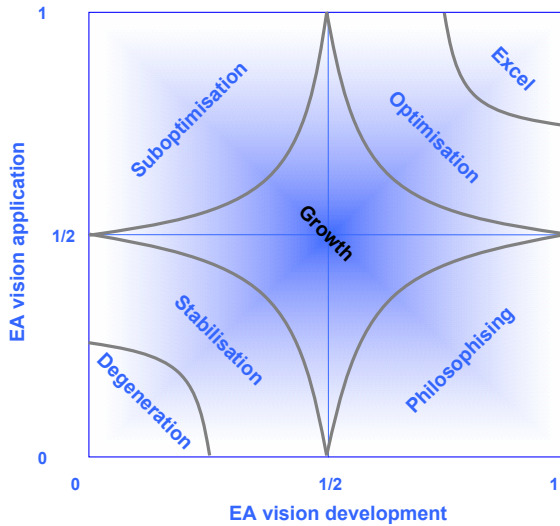 1
Excel
Suboptimisation
Optimisation
EA vision application
1/2
Growth
Stabilisation
Philosophising
Degeneration
0
0
1/2
1
EA vision development